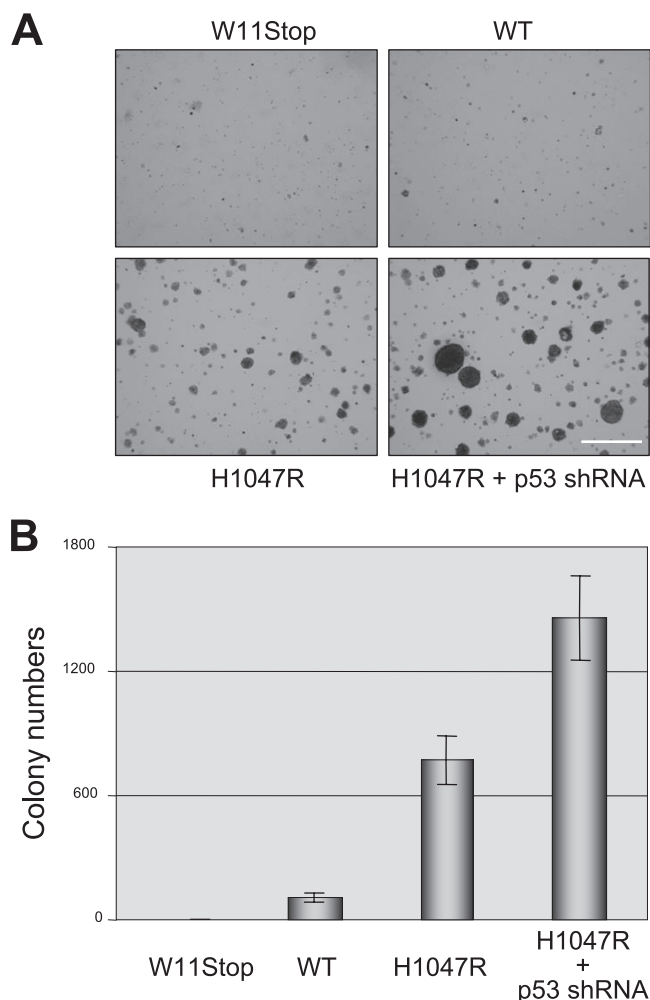 A
W11Stop WT
H1047R H1047R + p53 shRNA
B
1800
1200
600
0
Colony numbers
W11Stop WT H1047R H1047R
+
p53 shRNA